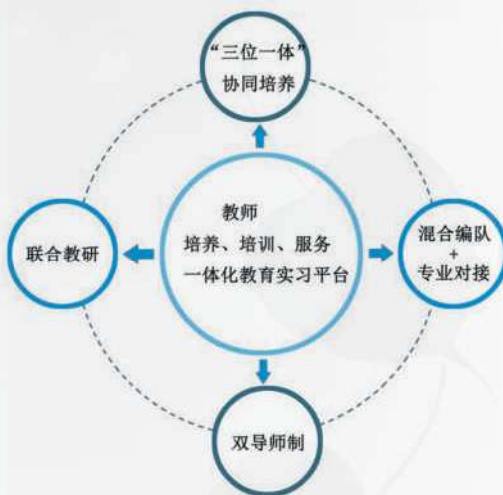 “三位一体”
协同培养
联合教研
教师
培养、培训、服务
一体化教育实习平台
混合编队
+
专业对接
双导师制